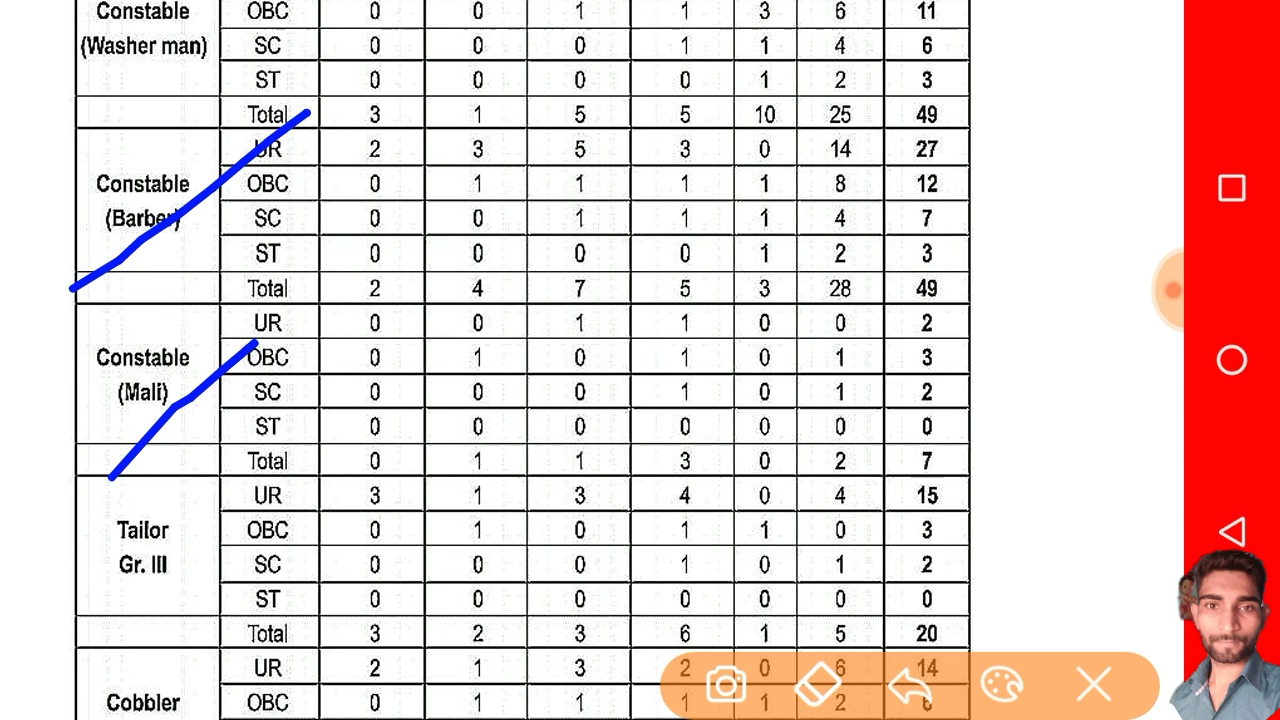 Constable OBC 0 0 1 1 3 6 11
(Washer man) SC 0 0 0 1 1 4 6
ST 0 0 0 0 1 2 3
Total 3 1 5 5 10 25 49
UR 2 3 5 3 0 14 27
Constable OBC 0 1 1 1 1 8 12
(Barber) SC 0 0 1 1 1 4 7
ST 0 0 0 0 1 2 3
Total 2 4 7 5 3 28 49
UR 0 0 1 1 0 0 2
Constable OBC 0 1 0 1 0 1 3
(Mali) SC 0 0 0 1 0 1 2
ST 0 0 0 0 0 0 0
Total 0 1 1 3 0 2 7
UR 3 1 3 4 0 4 15
Tailor OBC 0 1 0 1 1 0 3
Gr. III SC 0 0 0 1 0 1 2
ST 0 0 0 0 0 0 0
Total 3 2 3 6 1 5 20
UR 2 1 3 2 0 6 14
Cobbler OBC 0 1 1 1 1 2